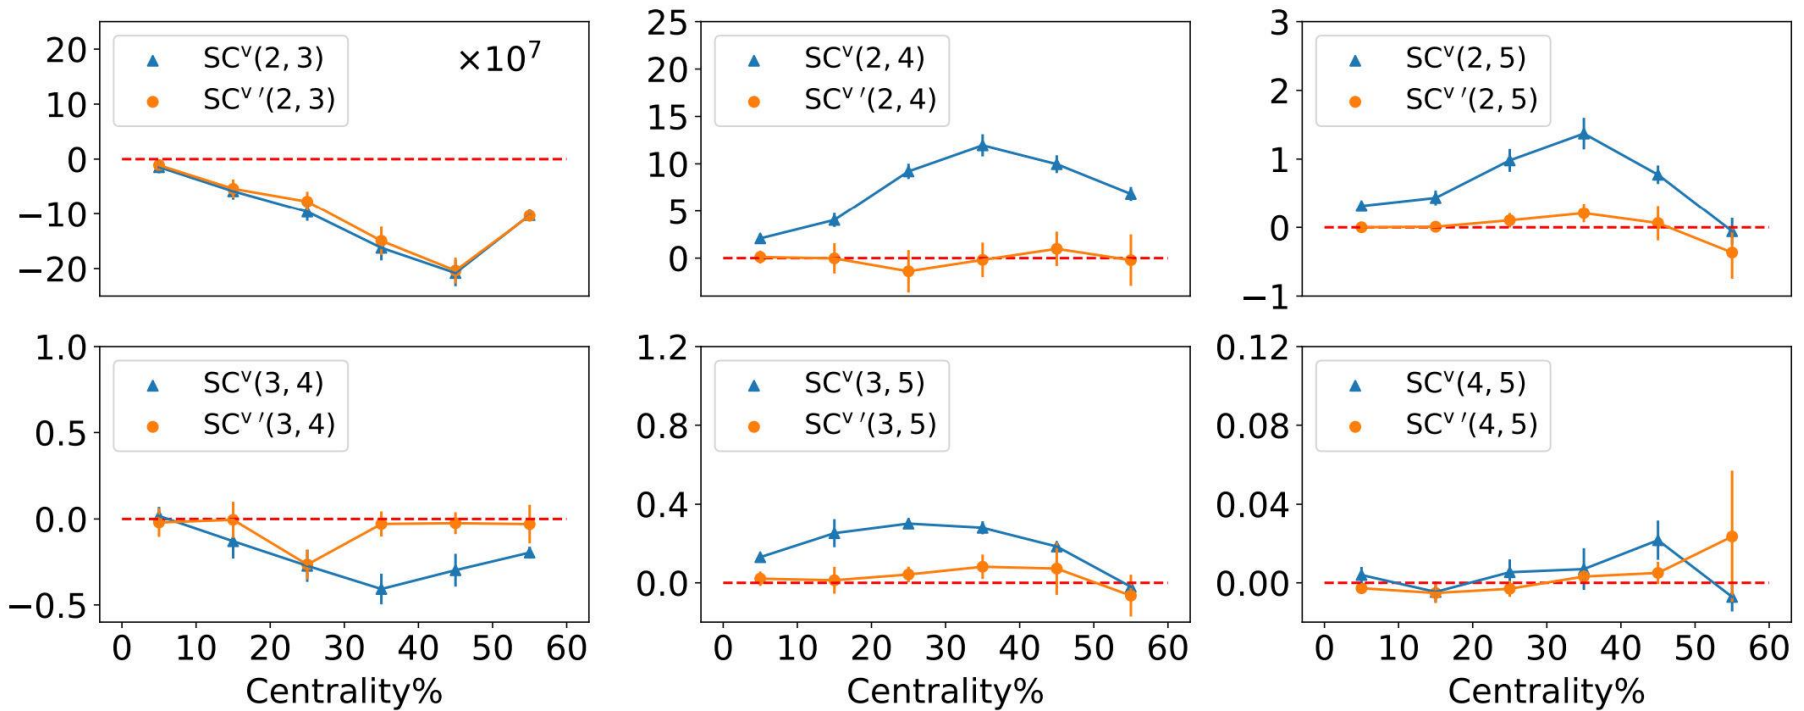 20
10
0
−10
−20
SCᵛ(2, 3)
SCᵛ ′(2, 3)
×10⁷
25
20
15
10
5
0
SCᵛ(2, 4)
SCᵛ ′(2, 4)
3
2
1
0
−1
SCᵛ(2, 5)
SCᵛ ′(2, 5)
1.0
0.5
0.0
−0.5
SCᵛ(3, 4)
SCᵛ ′(3, 4)
0 10 20 30 40 50 60
Centrality%
1.2
0.8
0.4
0.0
SCᵛ(3, 5)
SCᵛ ′(3, 5)
0 10 20 30 40 50 60
Centrality%
0.12
0.08
0.04
0.00
SCᵛ(4, 5)
SCᵛ ′(4, 5)
0 10 20 30 40 50 60
Centrality%